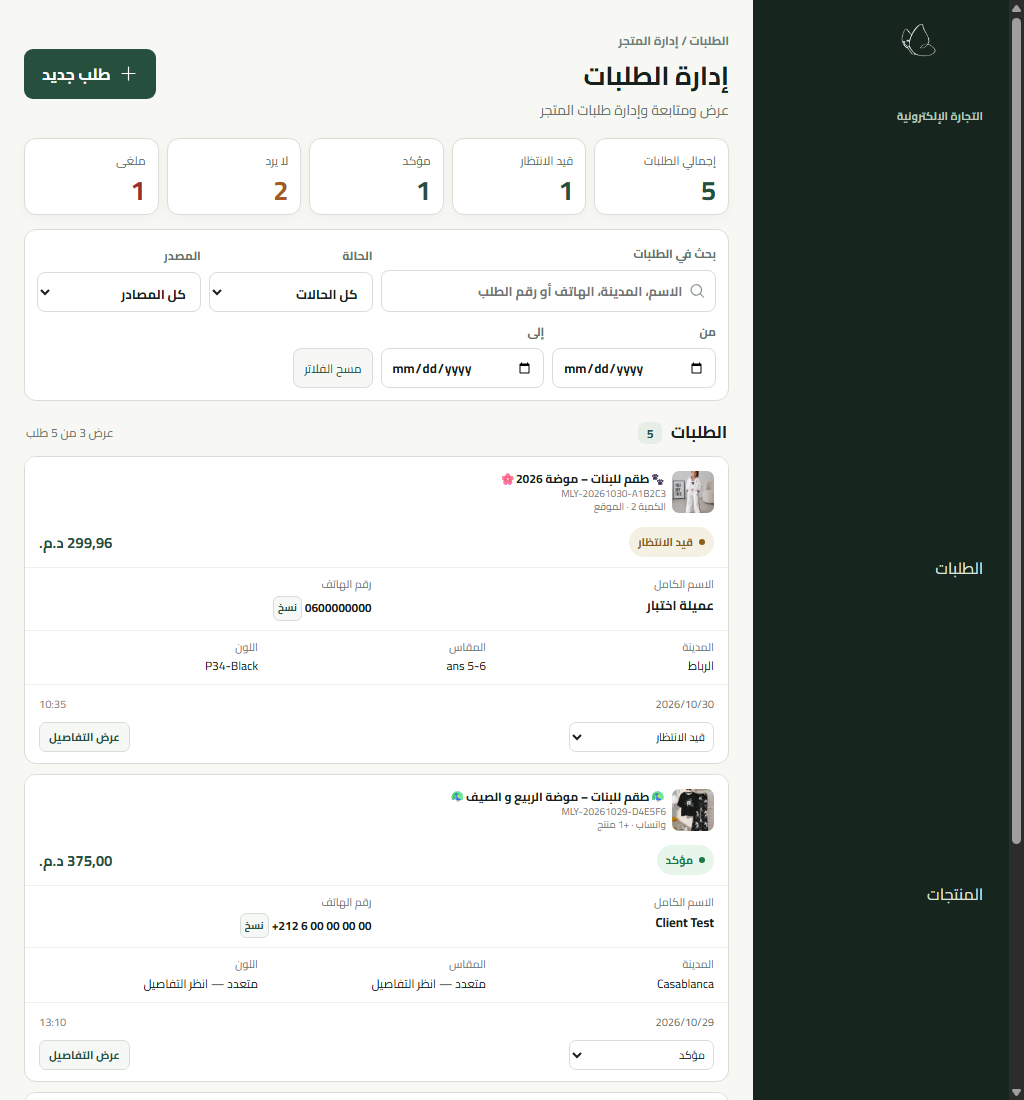 التجارة الإلكترونية
الطلبات
المنتجات
الطلبات / إدارة المتجر
إدارة الطلبات
عرض ومتابعة وإدارة طلبات المتجر
طلب جديد
إجمالي الطلبات
5
قيد الانتظار
1
مؤكد
1
لا يرد
2
ملغى
1
بحث في الطلبات
الاسم، المدينة، الهاتف أو رقم الطلب
الحالة
كل الحالات
المصدر
كل المصادر
من
mm/dd/yyyy
إلى
mm/dd/yyyy
مسح الفلاتر
الطلبات 5
عرض 3 من 5 طلب
🐾 طقم للبنات – موضة 2026 🌸
MLY-20261030-A1B2C3
الكمية 2 · الموقع
قيد الانتظار
299,96 د.م.
الاسم الكامل
عميلة اختبار
رقم الهاتف
0600000000 نسخ
المدينة
الرباط
المقاس
5-6 ans
اللون
P34-Black
2026/10/30
10:35
قيد الانتظار
عرض التفاصيل
🦚 طقم للبنات – موضة الربيع و الصيف 🦚
MLY-20261029-D4E5F6
واتساب · +1 منتج
مؤكد
375,00 د.م.
الاسم الكامل
Client Test
رقم الهاتف
+212 6 00 00 00 00 نسخ
المدينة
Casablanca
المقاس
متعدد — انظر التفاصيل
اللون
متعدد — انظر التفاصيل
2026/10/29
13:10
مؤكد
عرض التفاصيل